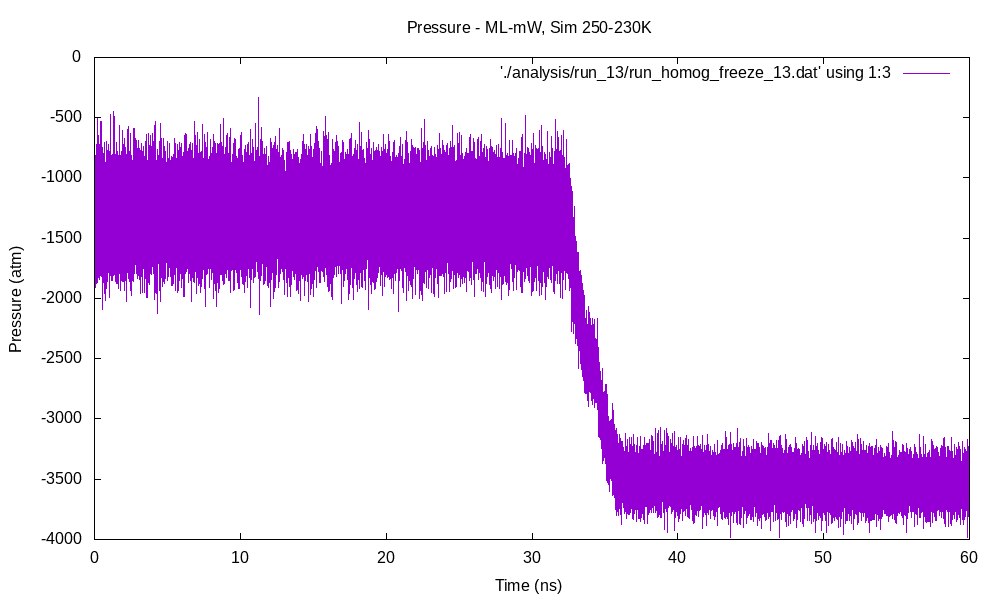 Pressure - ML-mW, Sim 250-230K
'./analysis/run_13/run_homog_freeze_13.dat' using 1:3
0
-500
-1000
-1500
-2000
-2500
-3000
-3500
-4000
Pressure (atm)
0 10 20 30 40 50 60
Time (ns)